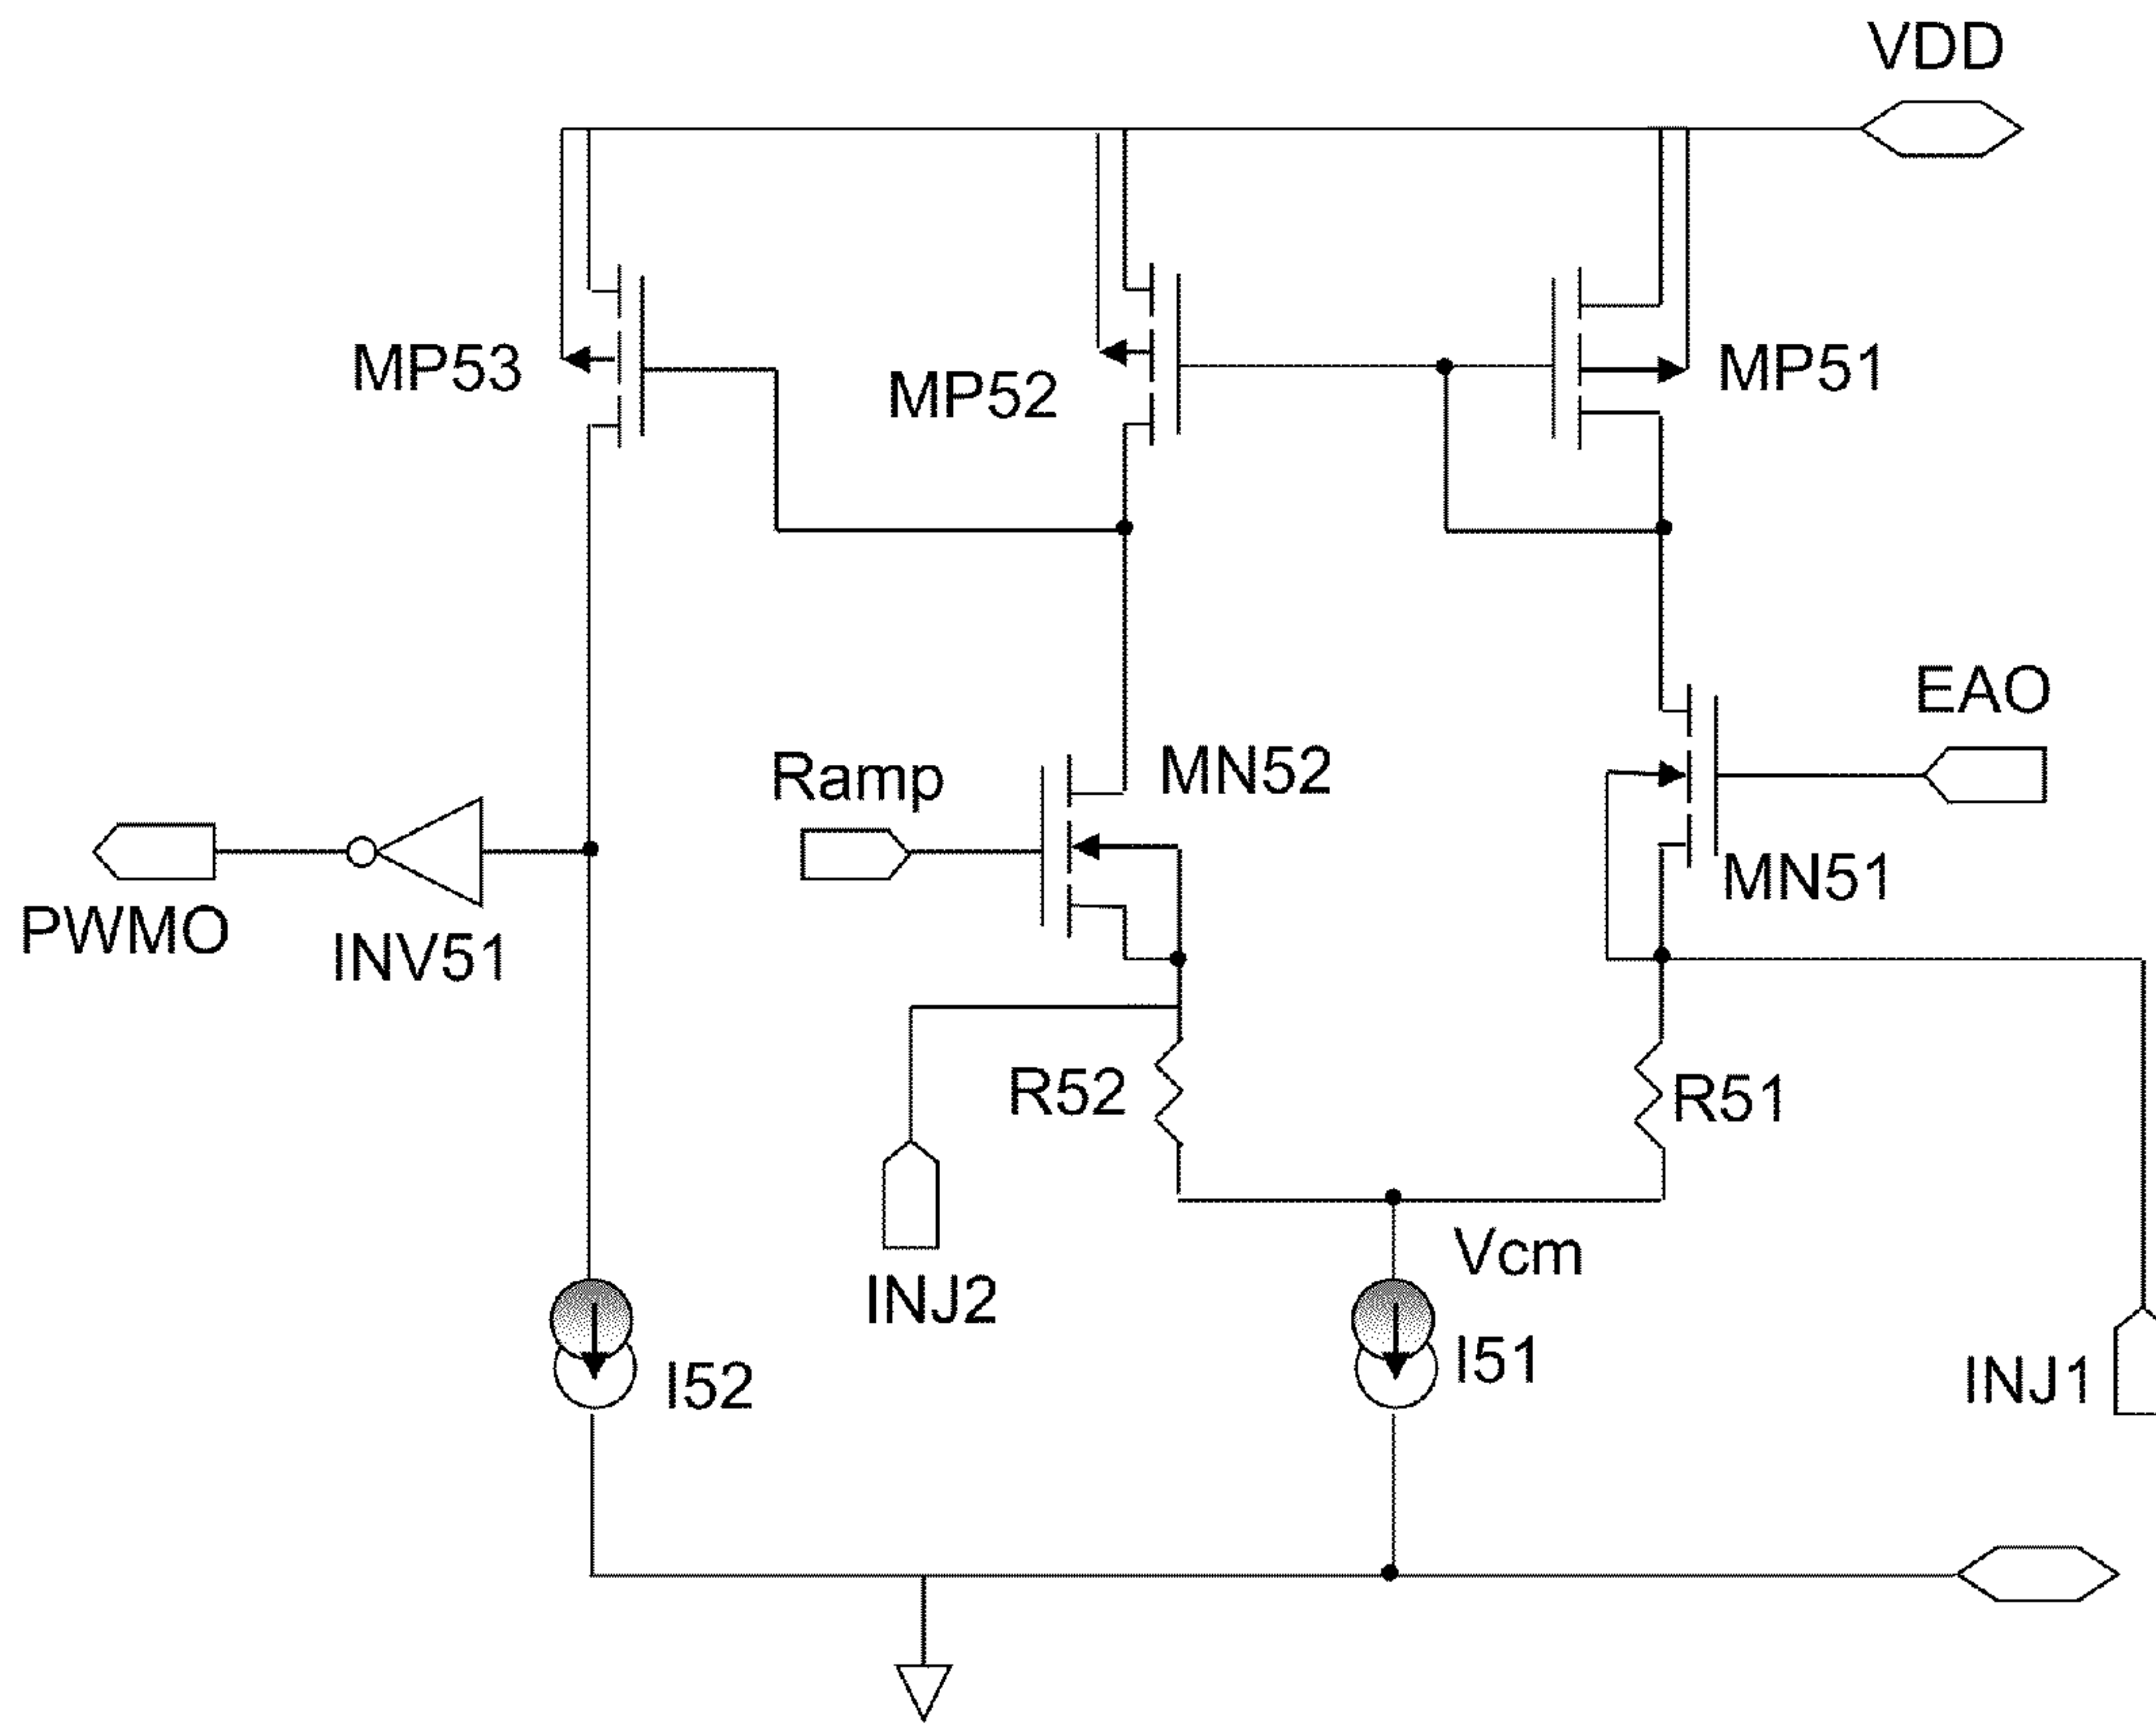 VDD
MP53
MP52
MP51
EAO
Ramp
MN52
MN51
PWMO
INV51
R52
R51
Vcm
INJ2
I52
I51
INJ1